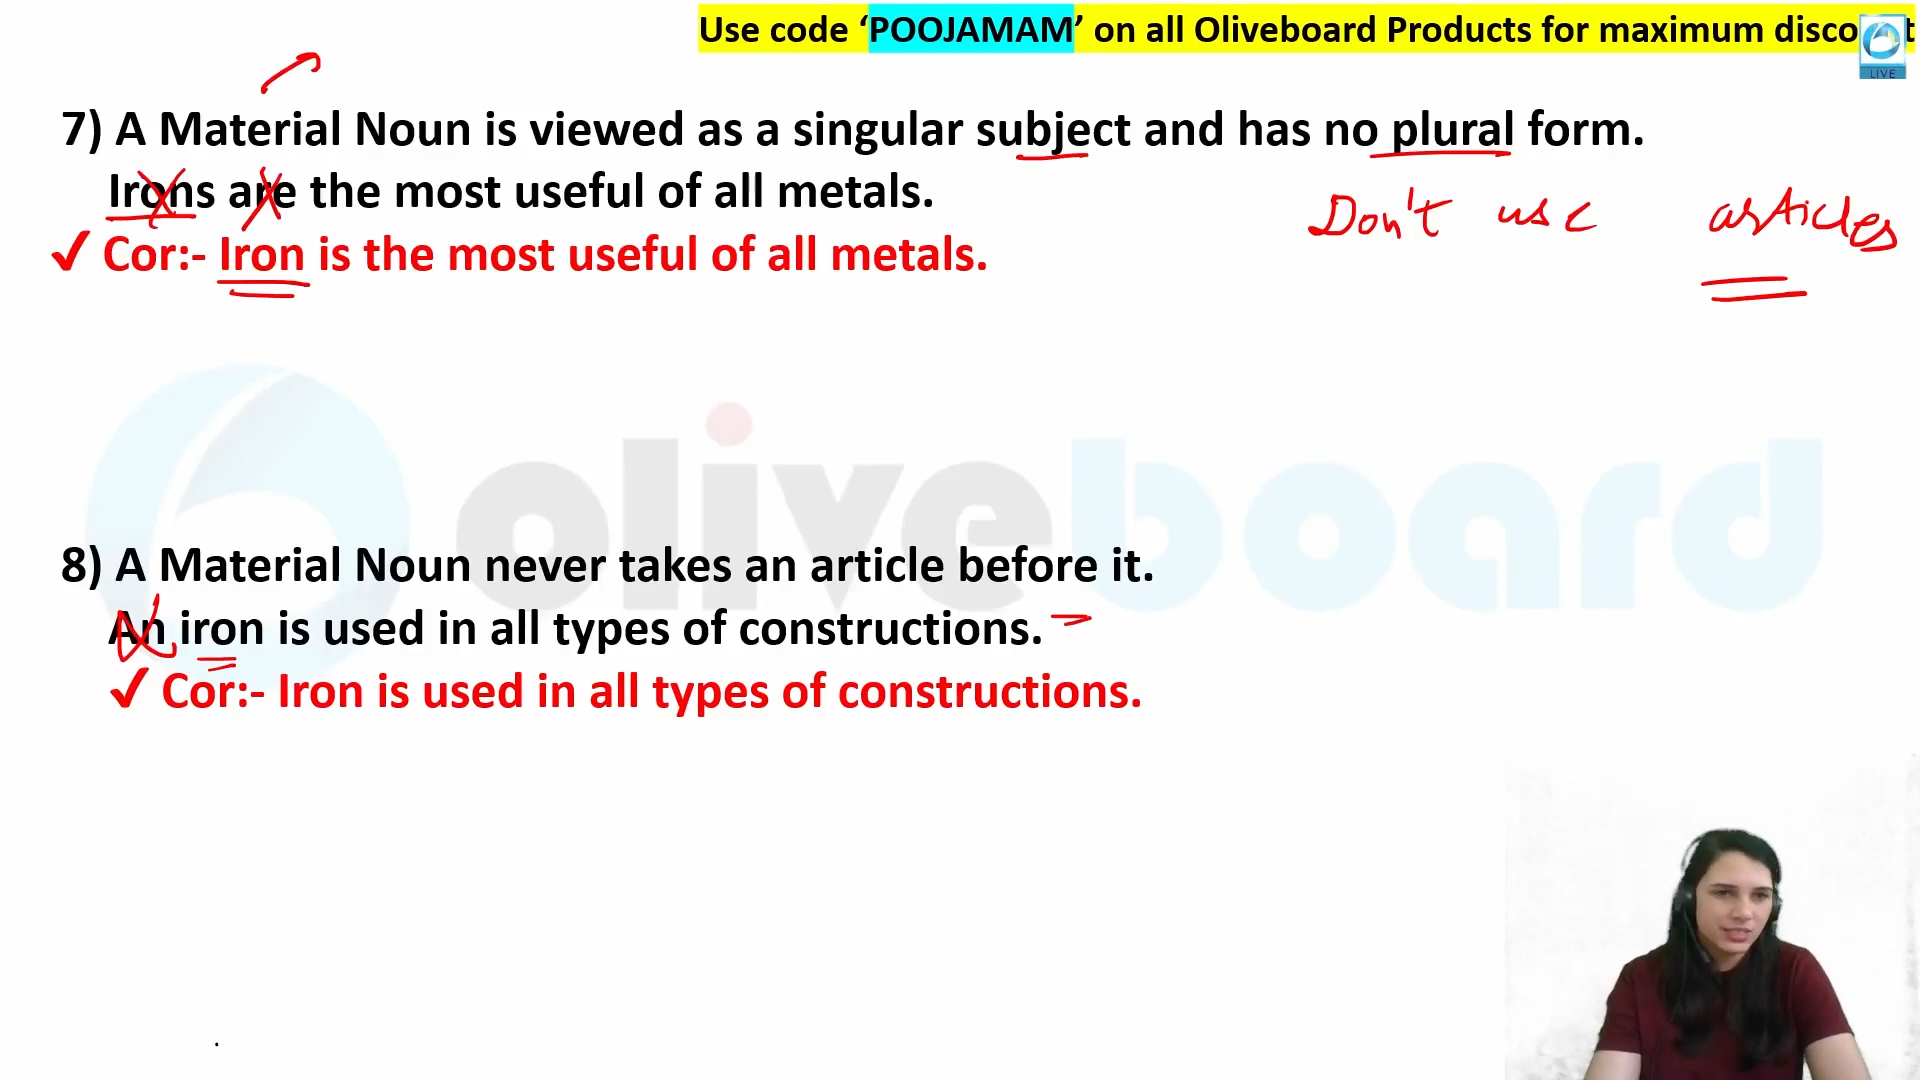 Use code ‘POOJAMAM’ on all Oliveboard Products for maximum disco t
LIVE
7) A Material Noun is viewed as a singular subject and has no plural form.
Irons are the most useful of all metals.
Don't use articles
✓ Cor:- Iron is the most useful of all metals.
oliveboard
8) A Material Noun never takes an article before it.
An iron is used in all types of constructions.
✓ Cor:- Iron is used in all types of constructions.